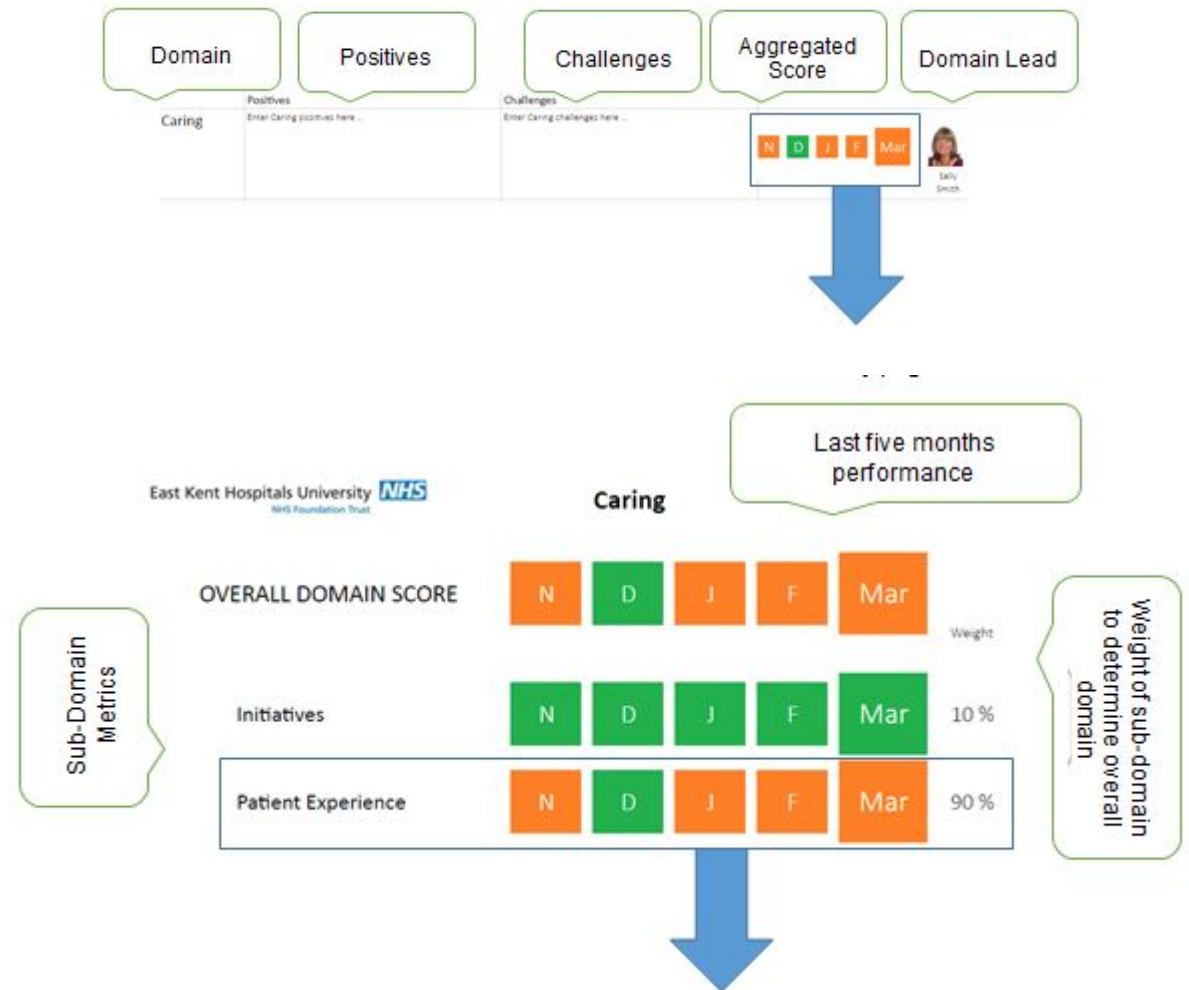 Domain
Positives
Challenges
Aggregated
Score
Domain Lead
Positives
Challenges
Caring
Enter Caring positives here ...
Enter Caring challenges here ...
N D J F Mar
Sally
Smith
Last five months
performance
East Kent Hospitals University NHS
NHS Foundation Trust
Caring
OVERALL DOMAIN SCORE N D J F Mar
Weight
Initiatives N D J F Mar 10 %
Patient Experience N D J F Mar 90 %
Sub-Domain
Metrics
Weight of sub-domain
to determine overall
domain